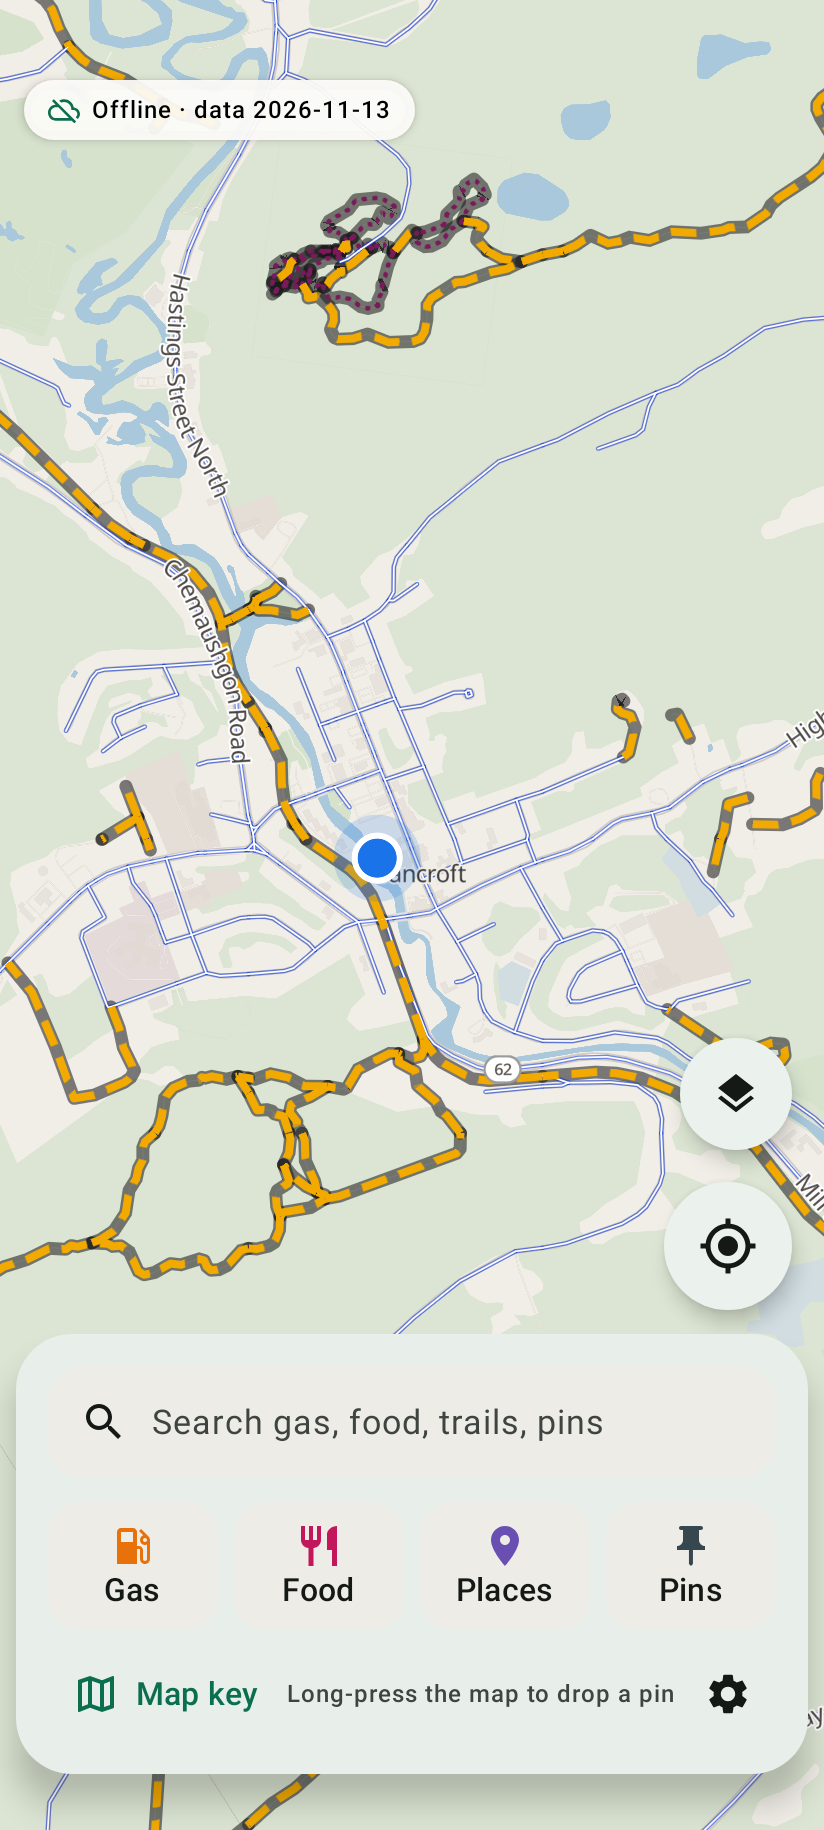 Offline · data 2026-11-13
Hastings Street North
Chemaushgon Road
ancroft
62
Search gas, food, trails, pins
Gas
Food
Places
Pins
Map key
Long-press the map to drop a pin